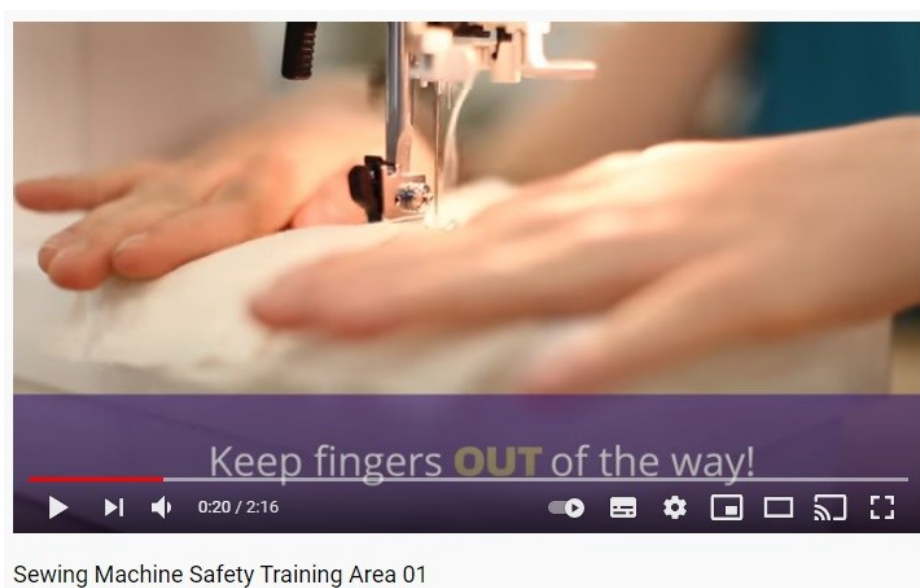 Keep fingers OUT of the way!
0:20 / 2:16
Sewing Machine Safety Training Area 01